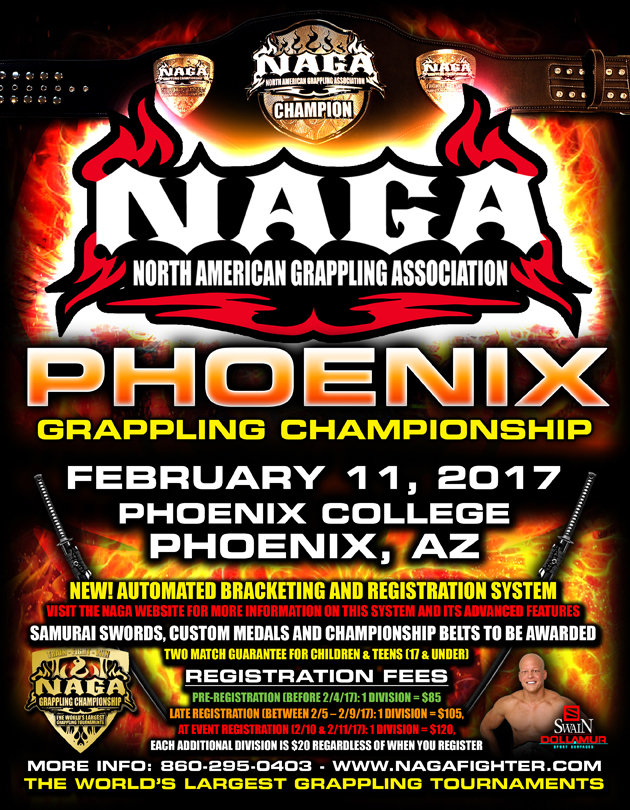 NAGA
NAGA
NORTH AMERICAN GRAPPLING ASSOCIATION
CHAMPION
NAGA
NAGA
NORTH AMERICAN GRAPPLING ASSOCIATION
PHOENIX
GRAPPLING CHAMPIONSHIP
FEBRUARY 11, 2017
PHOENIX COLLEGE
PHOENIX, AZ
NEW! AUTOMATED BRACKETING AND REGISTRATION SYSTEM
VISIT THE NAGA WEBSITE FOR MORE INFORMATION ON THIS SYSTEM AND ITS ADVANCED FEATURES
SAMURAI SWORDS, CUSTOM MEDALS AND CHAMPIONSHIP BELTS TO BE AWARDED
TWO MATCH GUARANTEE FOR CHILDREN & TEENS (17 & UNDER)
REGISTRATION FEES
PRE-REGISTRATION (BEFORE 2/4/17): 1 DIVISION = $85
LATE REGISTRATION (BETWEEN 2/5 – 2/9/17): 1 DIVISION = $105,
AT EVENT REGISTRATION (2/10 & 2/11/17): 1 DIVISION = $120,
EACH ADDITIONAL DIVISION IS $20 REGARDLESS OF WHEN YOU REGISTER
NAGA
GRAPPLING CHAMPIONSHIP
THE WORLD'S LARGEST
GRAPPLING TOURNAMENTS
S
SWAIN
DOLLAMUR
SPORT SURFACES
MORE INFO: 860-295-0403 - WWW.NAGAFIGHTER.COM
THE WORLD'S LARGEST GRAPPLING TOURNAMENTS